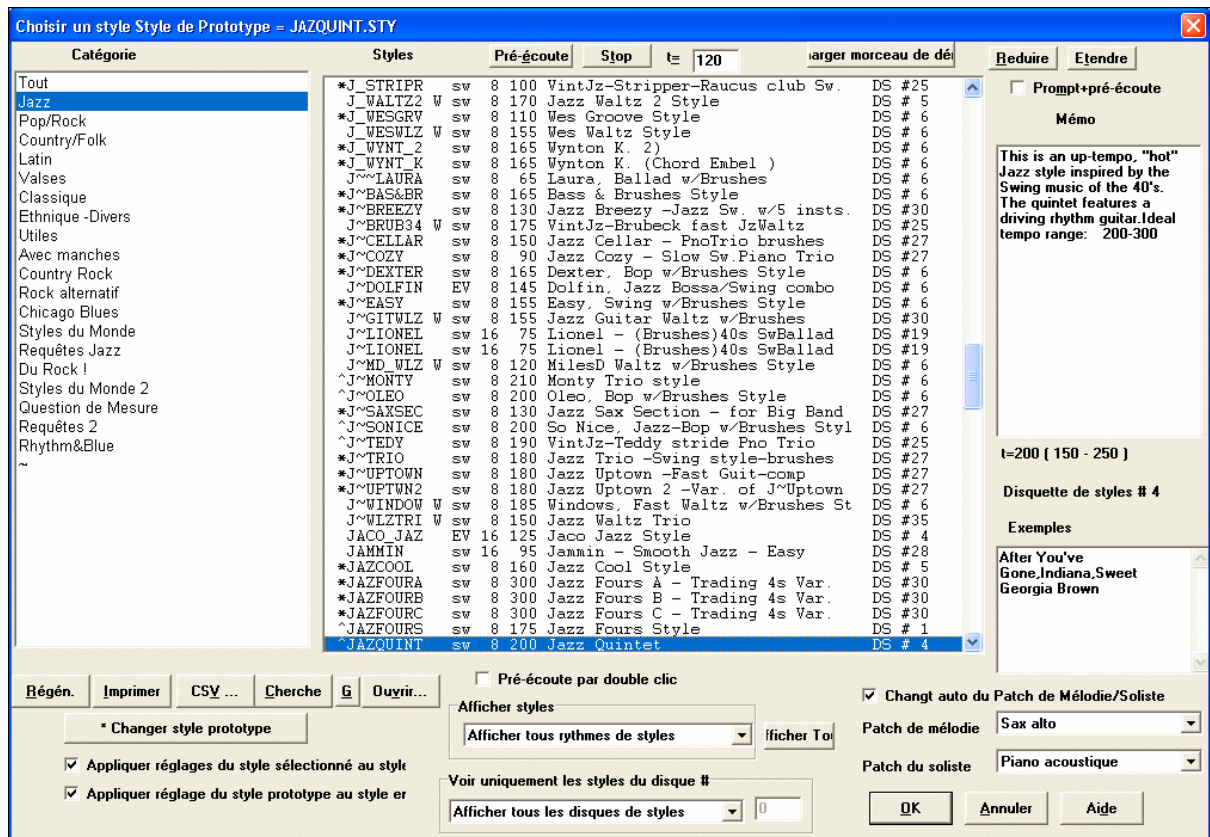 Choisir un style Style de Prototype = JAZQUINT.STY
Catégorie
Styles
Pré-écoute
Stop
t= 120
arger morceau de dé
Reduire
Etendre
Tout
Jazz
Pop/Rock
Country/Folk
Latin
Valses
Classique
Ethnique -Divers
Utiles
Avec manches
Country Rock
Rock alternatif
Chicago Blues
Styles du Monde
Requêtes Jazz
Du Rock !
Styles du Monde 2
Question de Mesure
Requêtes 2
Rhythm&Blue
~
*J_STRIPR sw 8 100 VintJz-Stripper-Raucus club Sw. DS #25
J_WALTZ2 W sw 8 170 Jazz Waltz 2 Style DS # 5
*J_WESGRV sw 8 110 Wes Groove Style DS # 6
J_WESWLZ W sw 8 155 Wes Waltz Style DS # 6
*J_WYNT_2 sw 8 165 Wynton K. 2) DS # 6
*J_WYNT_K sw 8 165 Wynton K. (Chord Embel ) DS # 6
J~~LAURA sw 8 65 Laura, Ballad w/Brushes DS # 6
*J~BAS&BR sw 8 165 Bass & Brushes Style DS # 6
*J~BREEZY sw 8 130 Jazz Breezy -Jazz Sw. w/5 insts. DS #30
J~BRUB34 W sw 8 175 VintJz-Brubeck fast JzWaltz DS #25
*J~CELLAR sw 8 150 Jazz Cellar - PnoTrio brushes DS #27
*J~COZY sw 8 90 Jazz Cozy - Slow Sw.Piano Trio DS #27
*J~DEXTER sw 8 165 Dexter, Bop w/Brushes Style DS # 6
J~DOLFIN EV 8 145 Dolfin, Jazz Bossa/Swing combo DS # 6
*J~EASY sw 8 155 Easy, Swing w/Brushes Style DS # 6
J~GITWLZ W sw 8 155 Jazz Guitar Waltz w/Brushes DS #30
J~LIONEL sw 16 75 Lionel - (Brushes)40s SwBallad DS #19
J~LIONEL sw 16 75 Lionel - (Brushes)40s SwBallad DS #19
J~MD_WLZ W sw 8 120 MilesD Waltz w/Brushes Style DS # 6
^J~MONTY sw 8 210 Monty Trio style DS # 6
^J~OLEO sw 8 200 Oleo, Bop w/Brushes Style DS # 6
*J~SAXSEC sw 8 130 Jazz Sax Section - for Big Band DS #27
^J~SONICE sw 8 200 So Nice, Jazz-Bop w/Brushes Styl DS # 6
^J~TEDY sw 8 190 VintJz-Teddy stride Pno Trio DS #25
*J~TRIO sw 8 180 Jazz Trio -Swing style-brushes DS #27
*J~UPTOWN sw 8 180 Jazz Uptown -Fast Guit-comp DS #27
*J~UPTWN2 sw 8 180 Jazz Uptown 2 -Var. of J~Uptown DS #27
J~WINDOW W sw 8 185 Windows, Fast Waltz w/Brushes St DS # 6
J~WLZTRI W sw 8 150 Jazz Waltz Trio DS #35
JACO_JAZ EV 16 125 Jaco Jazz Style DS # 4
JAMMIN sw 16 95 Jammin - Smooth Jazz - Easy DS #28
*JAZCOOL sw 8 160 Jazz Cool Style DS # 5
*JAZFOURA sw 8 300 Jazz Fours A - Trading 4s Var. DS #30
*JAZFOURB sw 8 300 Jazz Fours B - Trading 4s Var. DS #30
*JAZFOURC sw 8 300 Jazz Fours C - Trading 4s Var. DS #30
^JAZFOURS sw 8 175 Jazz Fours Style DS # 1
^JAZQUINT sw 8 200 Jazz Quintet DS # 4
Prompt+pré-écoute
Mémo
This is an up-tempo, "hot"
Jazz style inspired by the
Swing music of the 40's.
The quintet features a
driving rhythm guitar.Ideal
tempo range: 200-300
t=200 ( 150 - 250 )
Disquette de styles # 4
Exemples
After You've
Gone,Indiana,Sweet
Georgia Brown
Régén.
Imprimer
CSV ...
Cherche
G
Ouvrir...
* Changer style prototype
Appliquer réglages du style sélectionné au style
Appliquer réglage du style prototype au style er
Pré-écoute par double clic
Afficher styles
Afficher tous rythmes de styles
fficher To
Voir uniquement les styles du disque #
Afficher tous les disques de styles
0
Changt auto du Patch de Mélodie/Soliste
Patch de mélodie
Sax alto
Patch du soliste
Piano acoustique
OK
Annuler
Aide